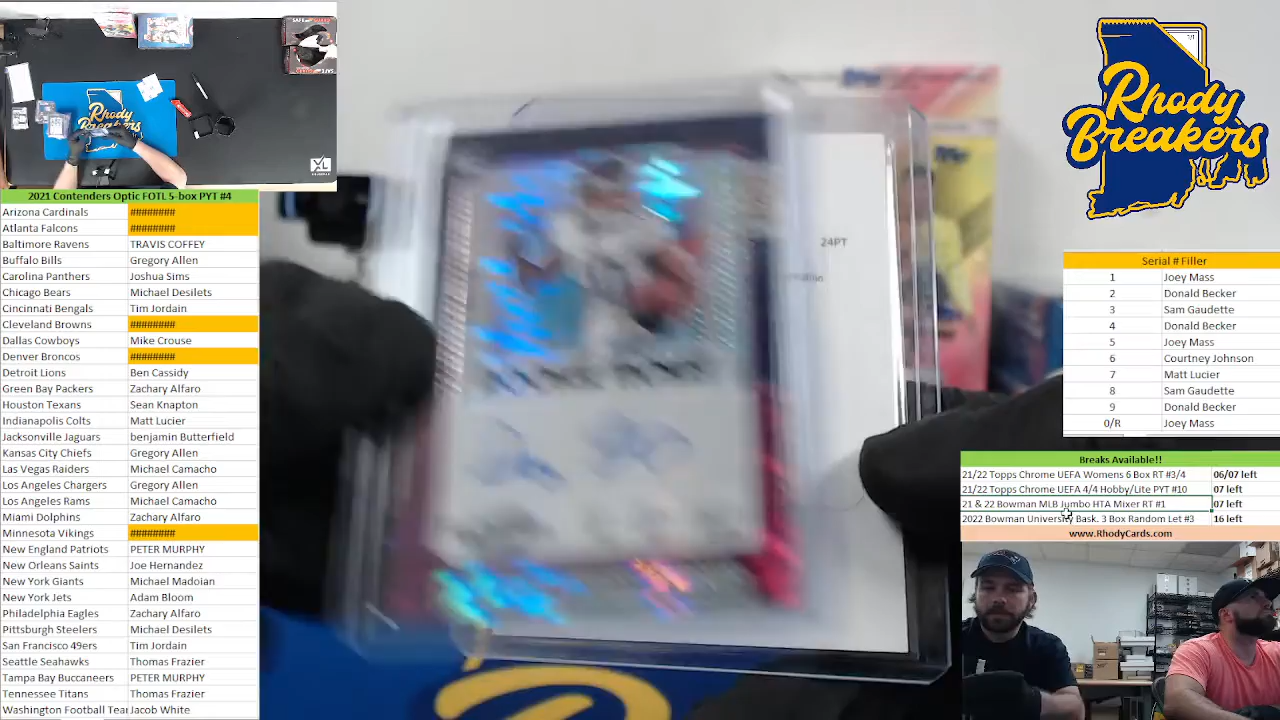 Rhody
Breakers
2021 Contenders Optic FOTL 5-box PYT #4
Arizona Cardinals ########
Atlanta Falcons ########
Baltimore Ravens TRAVIS COFFEY
Buffalo Bills Gregory Allen
Carolina Panthers Joshua Sims
Chicago Bears Michael Desilets
Cincinnati Bengals Tim Jordain
Cleveland Browns ########
Dallas Cowboys Mike Crouse
Denver Broncos ########
Detroit Lions Ben Cassidy
Green Bay Packers Zachary Alfaro
Houston Texans Sean Knapton
Indianapolis Colts Matt Lucier
Jacksonville Jaguars benjamin Butterfield
Kansas City Chiefs Gregory Allen
Las Vegas Raiders Michael Camacho
Los Angeles Chargers Gregory Allen
Los Angeles Rams Michael Camacho
Miami Dolphins Zachary Alfaro
Minnesota Vikings ########
New England Patriots PETER MURPHY
New Orleans Saints Joe Hernandez
New York Giants Michael Madoian
New York Jets Adam Bloom
Philadelphia Eagles Zachary Alfaro
Pittsburgh Steelers Michael Desilets
San Francisco 49ers Tim Jordain
Seattle Seahawks Thomas Frazier
Tampa Bay Buccaneers PETER MURPHY
Tennessee Titans Thomas Frazier
Washington Football Tea Jacob White
24PT
1/1
Rhody
Breakers
Serial # Filler
1 Joey Mass
2 Donald Becker
3 Sam Gaudette
4 Donald Becker
5 Joey Mass
6 Courtney Johnson
7 Matt Lucier
8 Sam Gaudette
9 Donald Becker
0/R Joey Mass
Breaks Available!!
21/22 Topps Chrome UEFA Womens 6 Box RT #3/4 06/07 left
21/22 Topps Chrome UEFA 4/4 Hobby/Lite PYT #10 07 left
21 & 22 Bowman MLB Jumbo HTA Mixer RT #1 07 left
2022 Bowman University Bask. 3 Box Random Let #3 16 left
www.RhodyCards.com